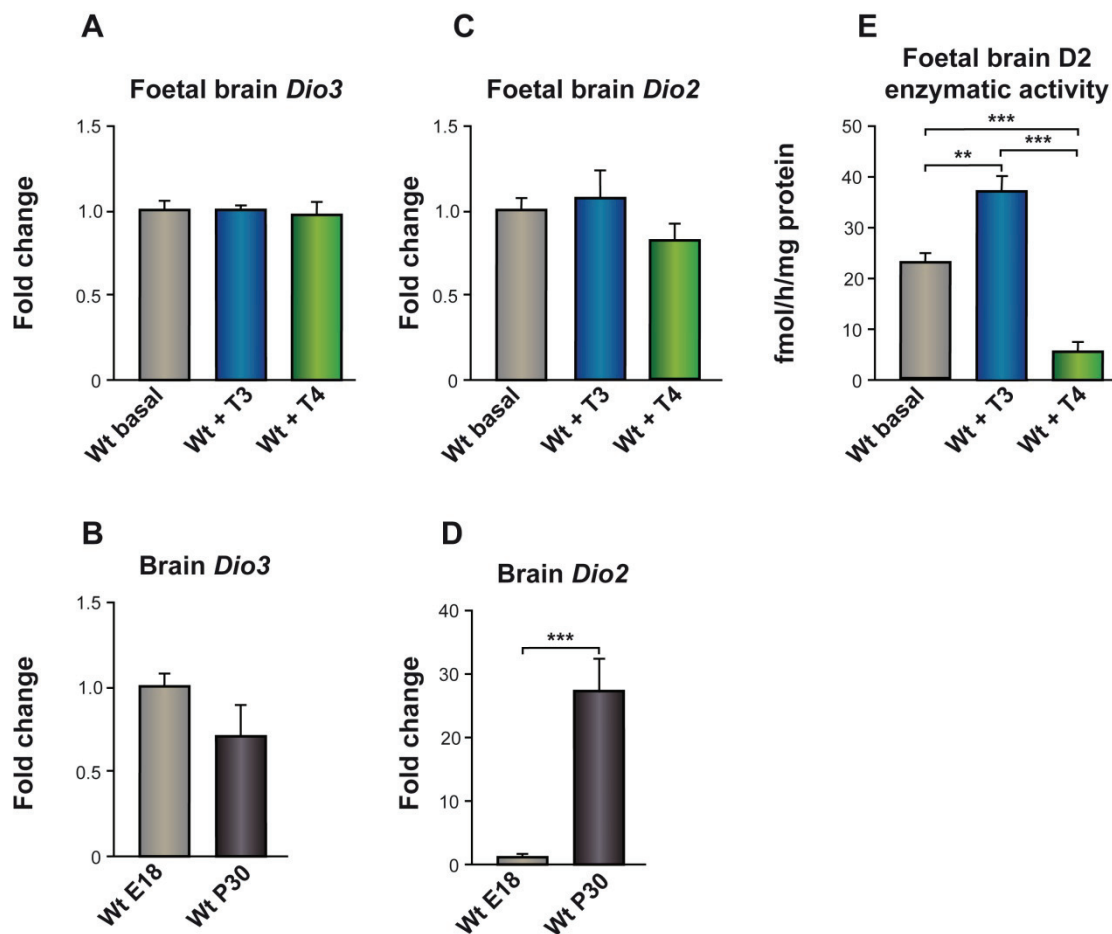 A
Foetal brain Dio3
Fold change
1.5
1.0
0.5
0
Wt basal
Wt + T3
Wt + T4
C
Foetal brain Dio2
Fold change
1.5
1.0
0.5
0
Wt basal
Wt + T3
Wt + T4
E
Foetal brain D2
enzymatic activity
fmol/h/mg protein
50
40
30
20
10
0
***
** ***
Wt basal
Wt + T3
Wt + T4
B
Brain Dio3
Fold change
1.5
1.0
0.5
0
Wt E18
Wt P30
D
Brain Dio2
Fold change
40
30
20
10
0
***
Wt E18
Wt P30